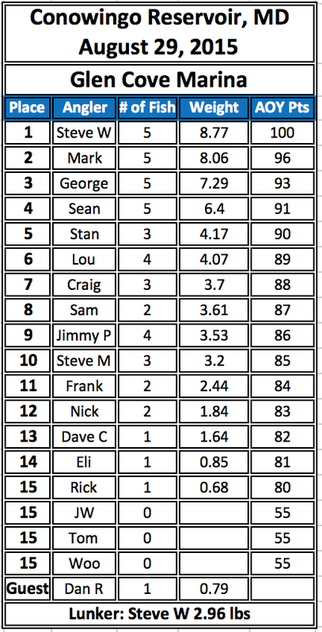 Conowingo Reservoir, MD
August 29, 2015
Glen Cove Marina
Place Angler # of Fish Weight AOY Pts
1 Steve W 5 8.77 100
2 Mark 5 8.06 96
3 George 5 7.29 93
4 Sean 5 6.4 91
5 Stan 3 4.17 90
6 Lou 4 4.07 89
7 Craig 3 3.7 88
8 Sam 2 3.61 87
9 Jimmy P 4 3.53 86
10 Steve M 3 3.2 85
11 Frank 2 2.44 84
12 Nick 2 1.84 83
13 Dave C 1 1.64 82
14 Eli 1 0.85 81
15 Rick 1 0.68 80
15 JW 0 55
15 Tom 0 55
15 Woo 0 55
Guest Dan R 1 0.79
Lunker: Steve W 2.96 lbs